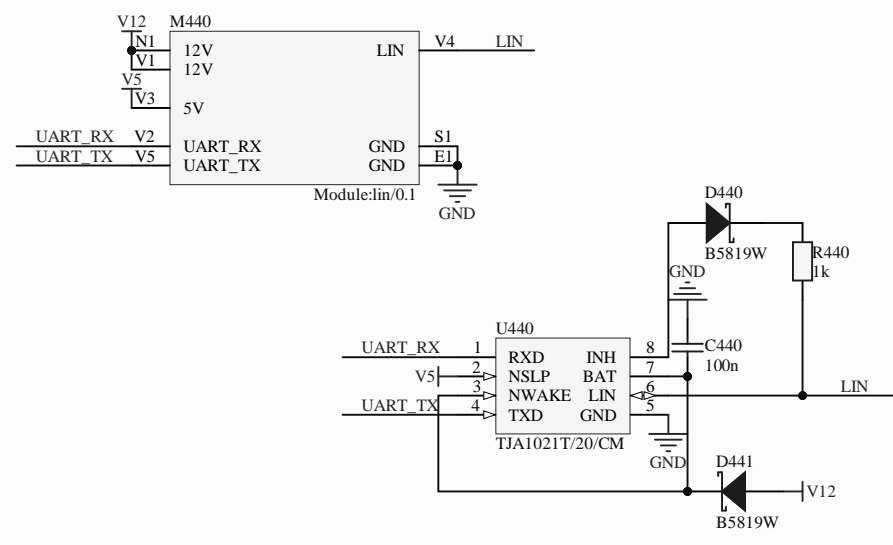 V12
M440
N1
12V
LIN
V4
LIN
V1
12V
V5
V3
5V
UART_RX
V2
UART_RX
GND
S1
UART_TX
V5
UART_TX
GND
E1
Module:lin/0.1
GND
D440
B5819W
R440
1k
GND
U440
C440
100n
UART_RX
1
RXD
INH
8
V5
2
NSLP
BAT
7
3
NWAKE
LIN
6
LIN
UART_TX
4
TXD
GND
5
TJA1021T/20/CM
GND
D441
V12
B5819W